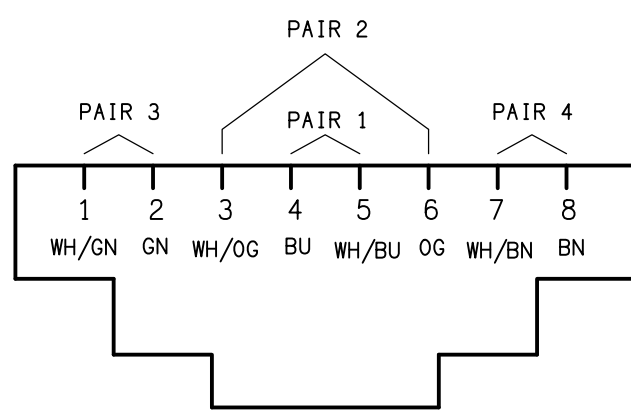 PAIR 2
PAIR 3 PAIR 1 PAIR 4
1 2 3 4 5 6 7 8
WH/GN GN WH/OG BU WH/BU OG WH/BN BN